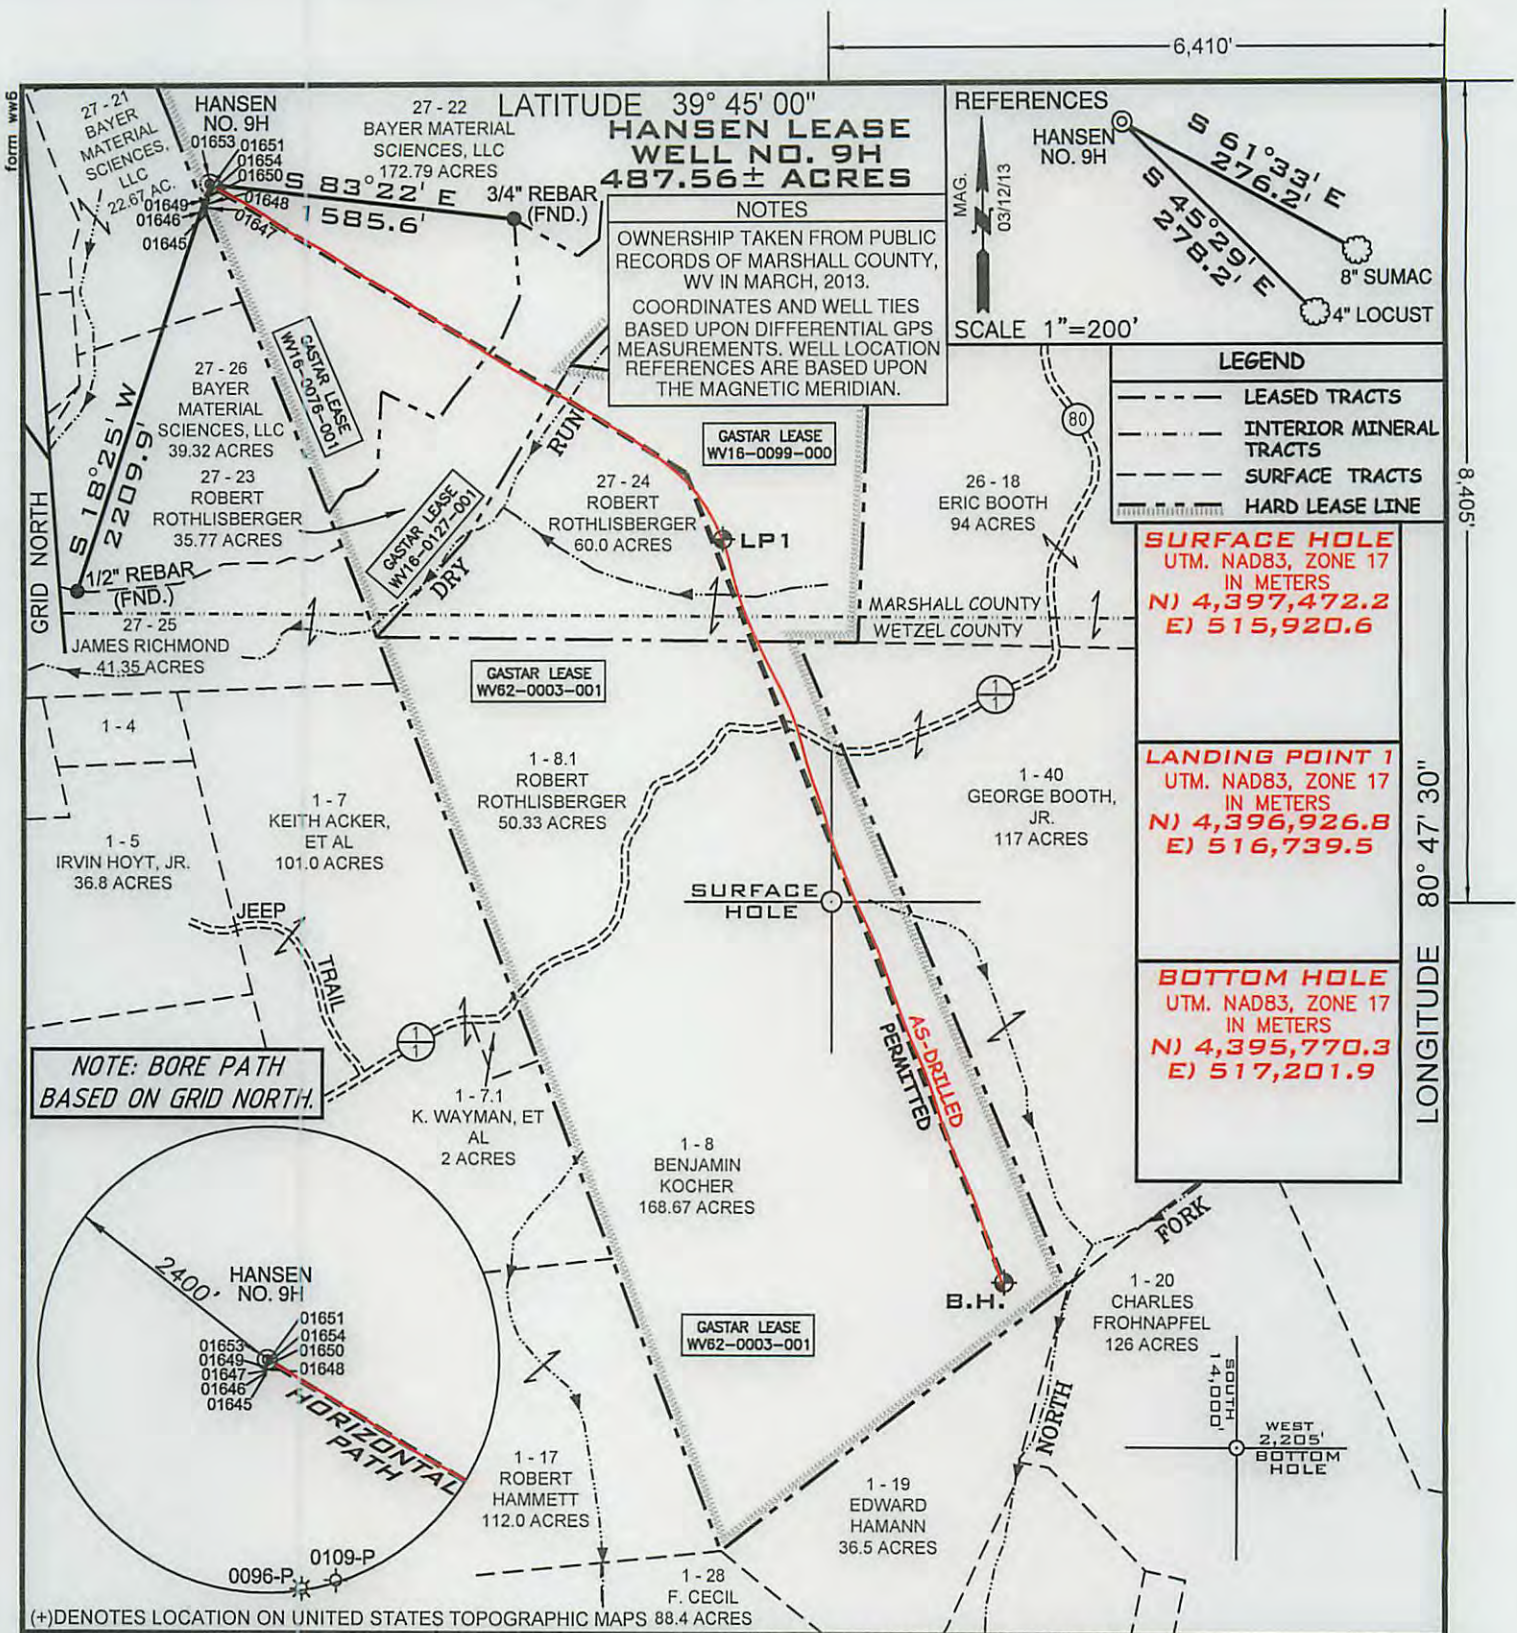 6,410'
form ww6
LATITUDE 39° 45' 00"
HANSEN LEASE
WELL NO. 9H
487.56± ACRES
27 - 21
BAYER
MATERIAL
SCIENCES,
LLC
22.67 AC.
HANSEN
NO. 9H
01653
01651
01654
01650
01649
01648
01646
01647
01645
27 - 22
BAYER MATERIAL
SCIENCES, LLC
172.79 ACRES
S 83°22' E
1585.6'
3/4" REBAR
(FND.)
NOTES
OWNERSHIP TAKEN FROM PUBLIC
RECORDS OF MARSHALL COUNTY,
WV IN MARCH, 2013.
COORDINATES AND WELL TIES
BASED UPON DIFFERENTIAL GPS
MEASUREMENTS. WELL LOCATION
REFERENCES ARE BASED UPON
THE MAGNETIC MERIDIAN.
REFERENCES
HANSEN
NO. 9H
MAG.
N
03/12/13
S 61°33' E
276.2'
S 45°29' E
278.2'
8" SUMAC
4" LOCUST
SCALE 1"=200'
LEGEND
LEASED TRACTS
INTERIOR MINERAL
TRACTS
SURFACE TRACTS
HARD LEASE LINE
8,405'
GRID NORTH
S 18°25' W
2209.9'
1/2" REBAR
(FND.)
27 - 26
BAYER
MATERIAL
SCIENCES, LLC
39.32 ACRES
27 - 23
ROBERT
ROTHLISBERGER
35.77 ACRES
GASTAR LEASE
WV16-0076-001
GASTAR LEASE
WV16-0127-001
DRY
RUN
27 - 24
ROBERT
ROTHLISBERGER
60.0 ACRES
GASTAR LEASE
WV16-0099-000
LP1
80
26 - 18
ERIC BOOTH
94 ACRES
MARSHALL COUNTY
WETZEL COUNTY
27 - 25
JAMES RICHMOND
41.35 ACRES
GASTAR LEASE
WV62-0003-001
1
1
SURFACE HOLE
UTM. NAD83, ZONE 17
IN METERS
N) 4,397,472.2
E) 515,920.6
LANDING POINT 1
UTM. NAD83, ZONE 17
IN METERS
N) 4,396,926.8
E) 516,739.5
BOTTOM HOLE
UTM. NAD83, ZONE 17
IN METERS
N) 4,395,770.3
E) 517,201.9
LONGITUDE 80° 47' 30"
1 - 4
1 - 5
IRVIN HOYT, JR.
36.8 ACRES
1 - 7
KEITH ACKER,
ET AL
101.0 ACRES
1 - 8.1
ROBERT
ROTHLISBERGER
50.33 ACRES
1 - 40
GEORGE BOOTH,
JR.
117 ACRES
SURFACE
HOLE
JEEP
TRAIL
1
1
NOTE: BORE PATH
BASED ON GRID NORTH.
1 - 7.1
K. WAYMAN, ET
AL
2 ACRES
AS-DRILLED
PERMITTED
1 - 8
BENJAMIN
KOCHER
168.67 ACRES
FORK
B.H.
GASTAR LEASE
WV62-0003-001
1 - 20
CHARLES
FROHNAPFEL
126 ACRES
2400'
HANSEN
NO. 9H
01651
01654
01653
01650
01649
01648
01647
01646
01645
HORIZONTAL
PATH
0096-P
0109-P
1 - 17
ROBERT
HAMMETT
112.0 ACRES
NORTH
SOUTH
14,000'
WEST
2,205'
BOTTOM
HOLE
1 - 19
EDWARD
HAMANN
36.5 ACRES
1 - 28
F. CECIL
88.4 ACRES
(+)DENOTES LOCATION ON UNITED STATES TOPOGRAPHIC MAPS